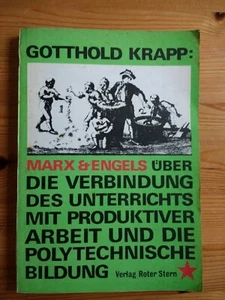 GOTTHOLD KRAPP:
MARX & ENGELS ÜBER
DIE VERBINDUNG
DES UNTERRICHTS
MIT PRODUKTIVER
ARBEIT UND DIE
POLYTECHNISCHE
BILDUNG Verlag Roter Stern